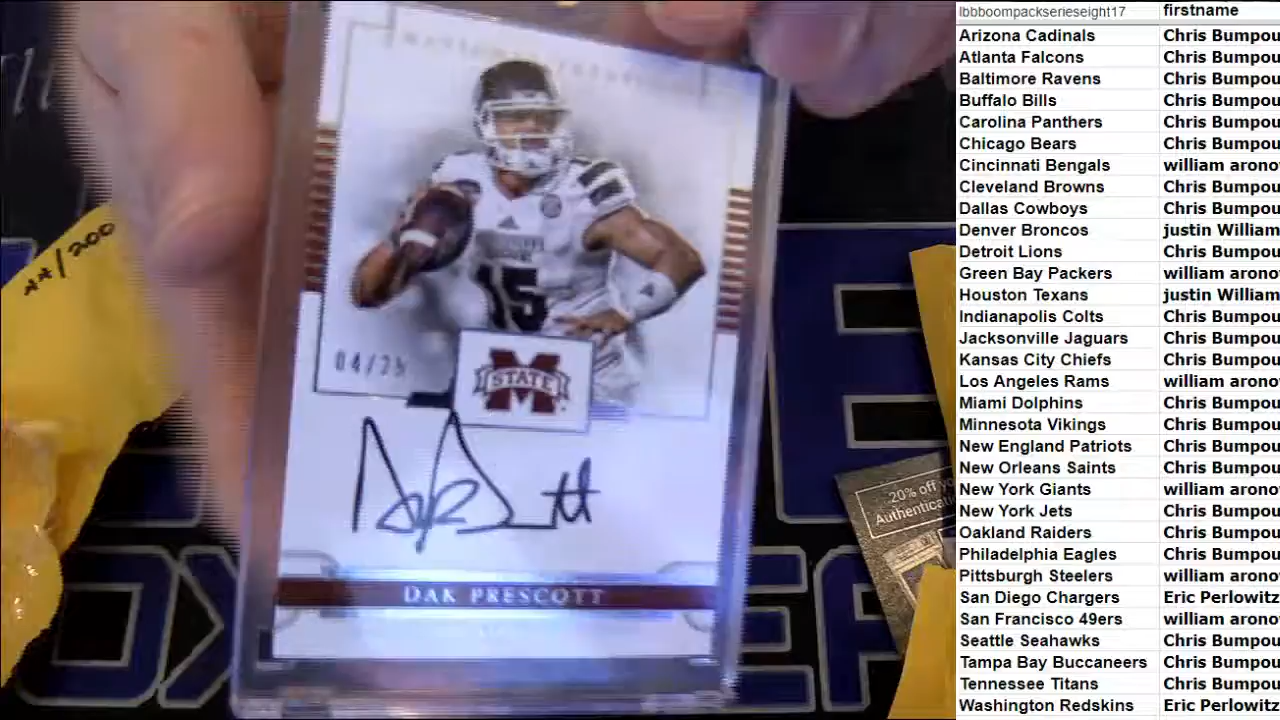 **/200
04/25
STATE
15
DAK PRESCOTT
20% off yo
Authenticat
lbbboompackserieseight17 firstname
Arizona Cadinals Chris Bumpou
Atlanta Falcons Chris Bumpou
Baltimore Ravens Chris Bumpou
Buffalo Bills Chris Bumpou
Carolina Panthers Chris Bumpou
Chicago Bears Chris Bumpou
Cincinnati Bengals william arono
Cleveland Browns Chris Bumpou
Dallas Cowboys Chris Bumpou
Denver Broncos justin William
Detroit Lions Chris Bumpou
Green Bay Packers william arono
Houston Texans justin William
Indianapolis Colts Chris Bumpou
Jacksonville Jaguars Chris Bumpou
Kansas City Chiefs Chris Bumpou
Los Angeles Rams william arono
Miami Dolphins Chris Bumpou
Minnesota Vikings Chris Bumpou
New England Patriots Chris Bumpou
New Orleans Saints Chris Bumpou
New York Giants william arono
New York Jets Chris Bumpou
Oakland Raiders Chris Bumpou
Philadelphia Eagles Chris Bumpou
Pittsburgh Steelers william arono
San Diego Chargers Eric Perlowitz
San Francisco 49ers william arono
Seattle Seahawks Chris Bumpou
Tampa Bay Buccaneers Chris Bumpou
Tennessee Titans Chris Bumpou
Washington Redskins Eric Perlowitz